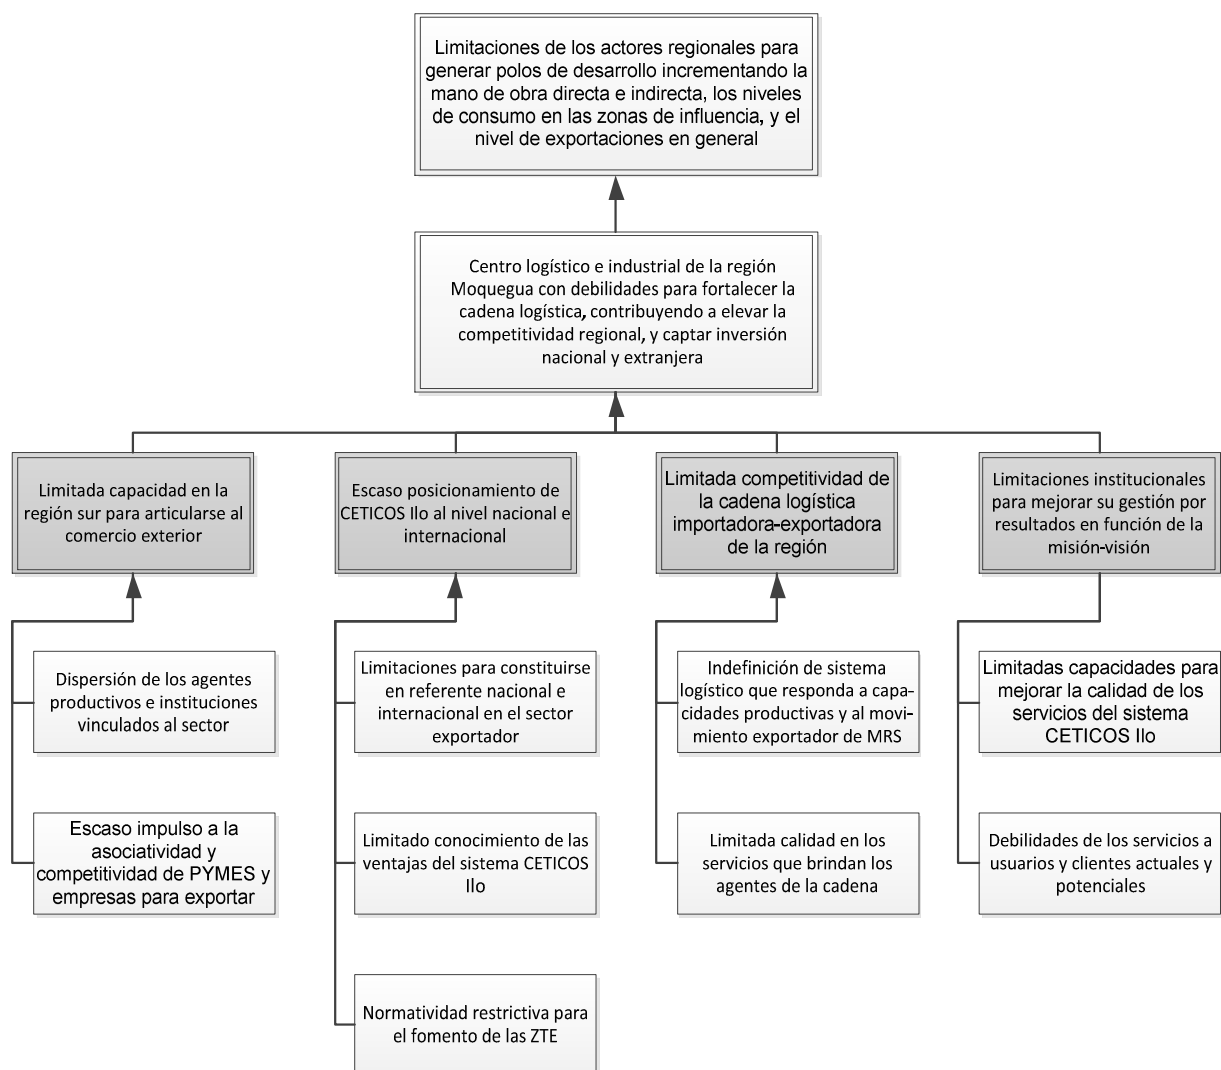 Limitaciones de los actores regionales para
generar polos de desarrollo incrementando la
mano de obra directa e indirecta, los niveles
de consumo en las zonas de influencia, y el
nivel de exportaciones en general
Centro logístico e industrial de la región
Moquegua con debilidades para fortalecer la
cadena logística, contribuyendo a elevar la
competitividad regional, y captar inversión
nacional y extranjera
Limitada capacidad en la
región sur para articularse al
comercio exterior
Escaso posicionamiento de
CETICOS Ilo al nivel nacional e
internacional
Limitada competitividad de
la cadena logística
importadora-exportadora
de la región
Limitaciones institucionales
para mejorar su gestión por
resultados en función de la
misión-visión
Dispersión de los agentes
productivos e instituciones
vinculados al sector
Limitaciones para constituirse
en referente nacional e
internacional en el sector
exportador
Indefinición de sistema
logístico que responda a capa-
cidades productivas y al movi-
miento exportador de MRS
Limitadas capacidades para
mejorar la calidad de los
servicios del sistema
CETICOS Ilo
Escaso impulso a la
asociatividad y
competitividad de PYMES y
empresas para exportar
Limitado conocimiento de las
ventajas del sistema CETICOS
Ilo
Limitada calidad en los
servicios que brindan los
agentes de la cadena
Debilidades de los servicios a
usuarios y clientes actuales y
potenciales
Normatividad restrictiva para
el fomento de las ZTE